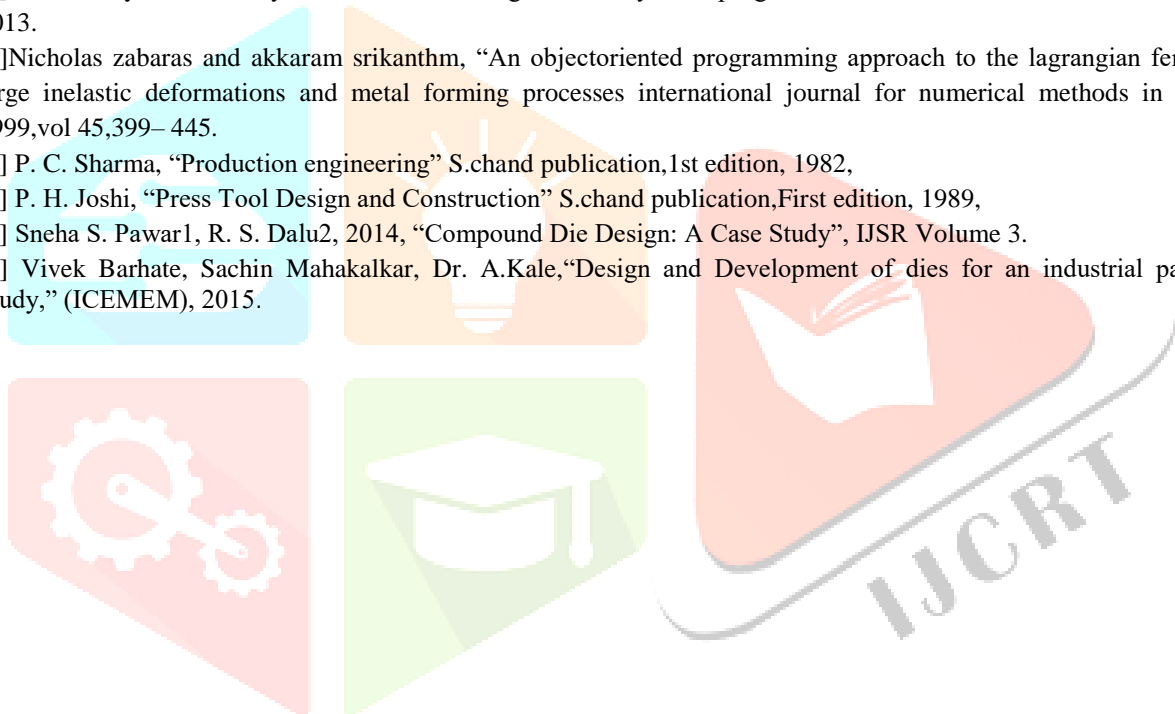 013.
]Nicholas zabaras and akkaram srikanthm, “An objectoriented programming approach to the lagrangian
rge inelastic deformations and metal forming processes international journal for numerical methods in
999,vol 45,399– 445.
] P. C. Sharma, “Production engineering” S.chand publication,1st edition, 1982,
] P. H. Joshi, “Press Tool Design and Construction” S.chand publication,First edition, 1989,
] Sneha S. Pawar1, R. S. Dalu2, 2014, “Compound Die Design: A Case Study”, IJSR Volume 3.
] Vivek Barhate, Sachin Mahakalkar, Dr. A.Kale,“Design and Development of dies for an industrial
udy,” (ICEMEM), 2015.
IJCRT